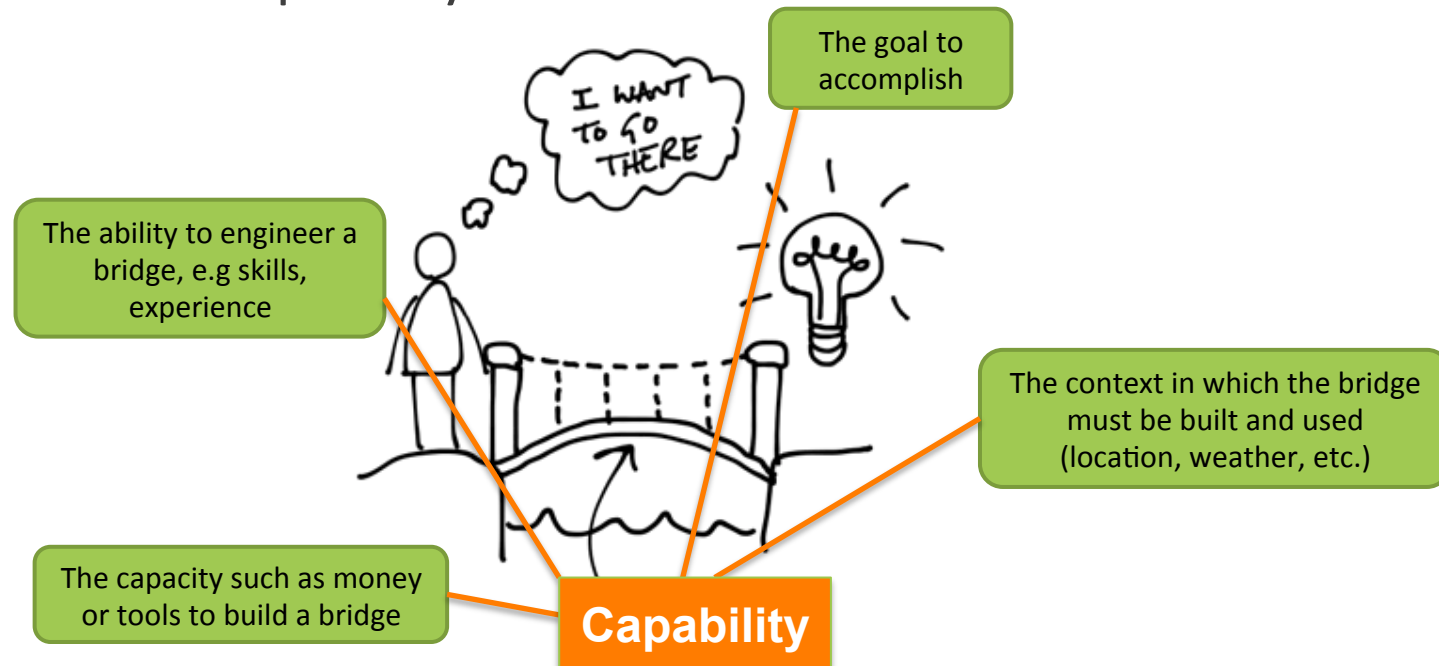 The goal to
accomplish
I WANT
TO GO
THERE
The ability to engineer a
bridge, e.g skills,
experience
The context in which the bridge
must be built and used
(location, weather, etc.)
The capacity such as money
or tools to build a bridge
Capability